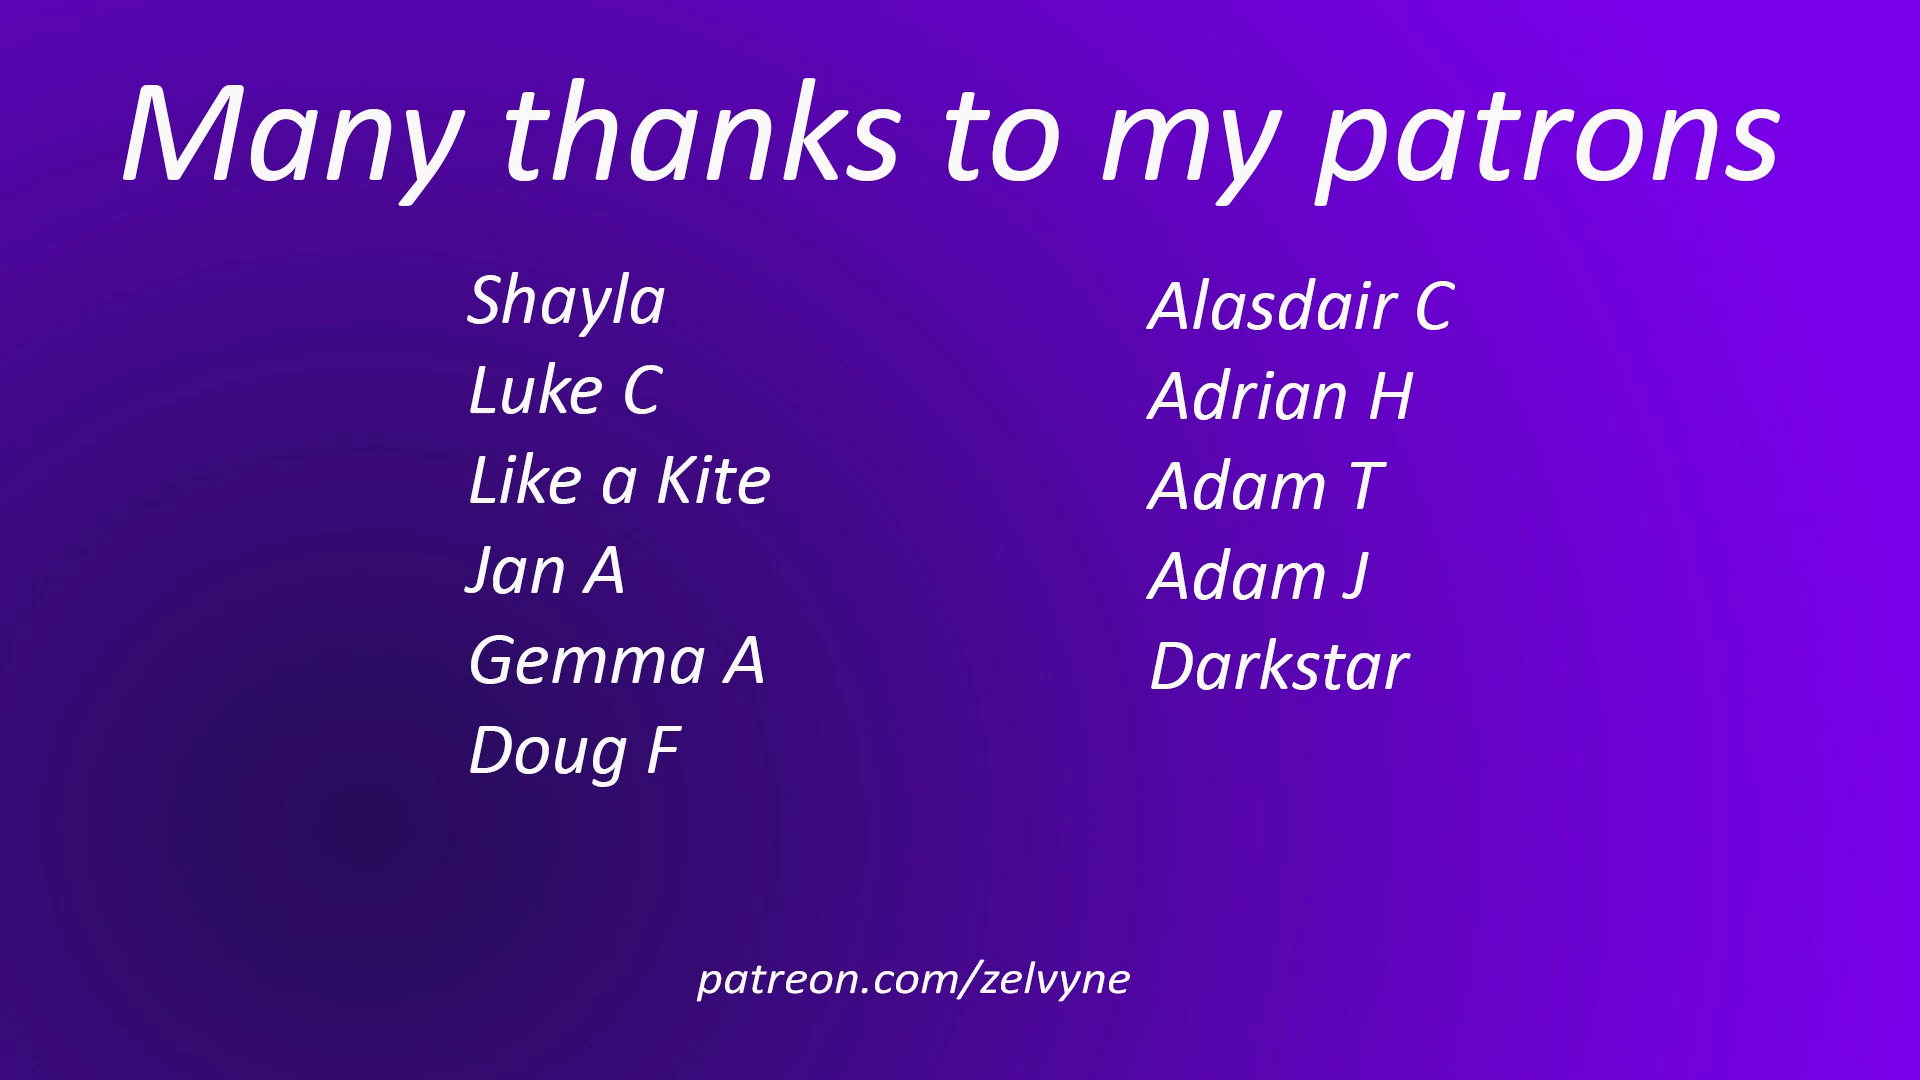 Many thanks to my patrons
Shayla
Luke C
Like a Kite
Jan A
Gemma A
Doug F
Alasdair C
Adrian H
Adam T
Adam J
Darkstar
patreon.com/zelvyne